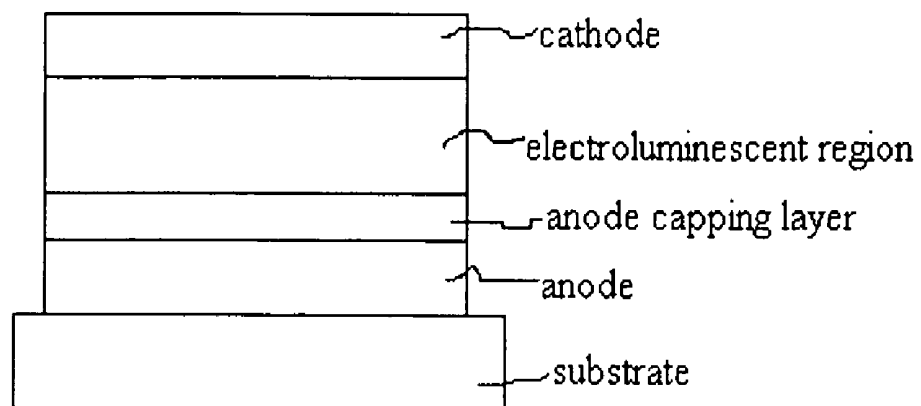 cathode
electroluminescent region
anode capping layer
anode
substrate